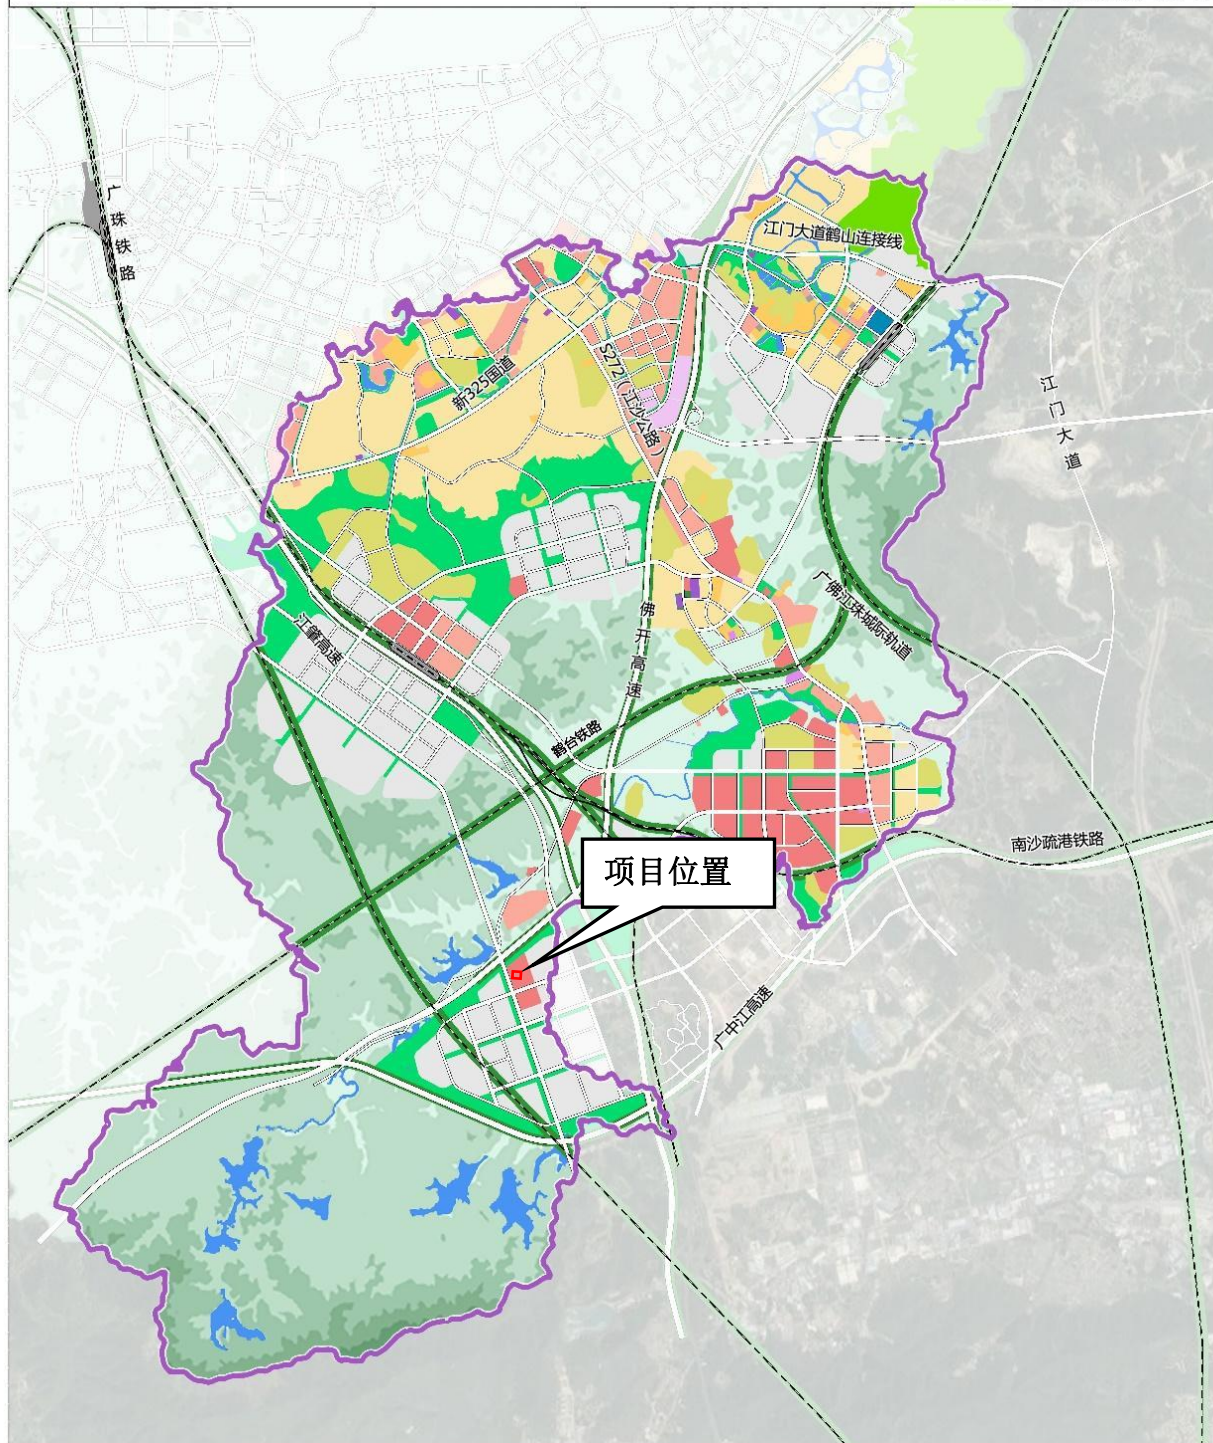 广珠铁路
江门大道鹤山连接线
新325国道
S272（江沙公路）
江门大道
广佛江珠城际轨道
佛开高速
江肇高速
鹤台铁路
南沙疏港铁路
项目位置
广中江高速